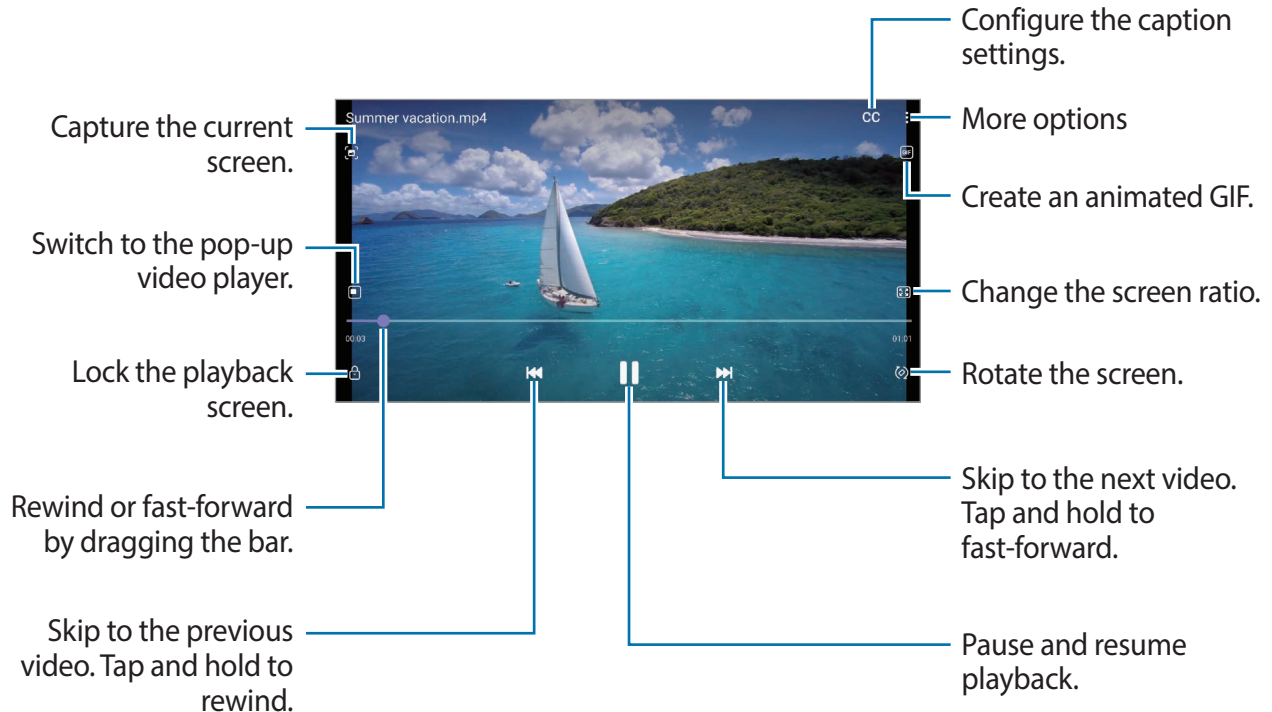 Configure the caption
settings.
Summer vacation.mp4
CC
Capture the current
screen.
More options
GIF
Create an animated GIF.
Switch to the pop-up
video player.
Change the screen ratio.
00:03
01:01
Lock the playback
screen.
Rotate the screen.
Rewind or fast-forward
by dragging the bar.
Skip to the next video.
Tap and hold to
fast-forward.
Skip to the previous
video. Tap and hold to
rewind.
Pause and resume
playback.